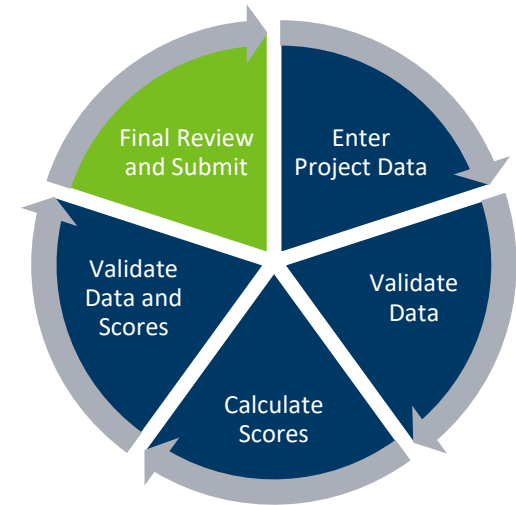 Enter
Project Data
Validate
Data
Calculate
Scores
Validate
Data and
Scores
Final Review
and Submit